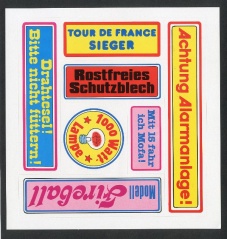 TOUR DE FRANCE
SIEGER
Drahtesel!
Bitte nicht füttern!
Rostfreies
Schutzblech
Achtung Alarmanlage!
1000 Watt
Lampe
Mit 15 fahr
ich Mofa!
Modell
Fireball